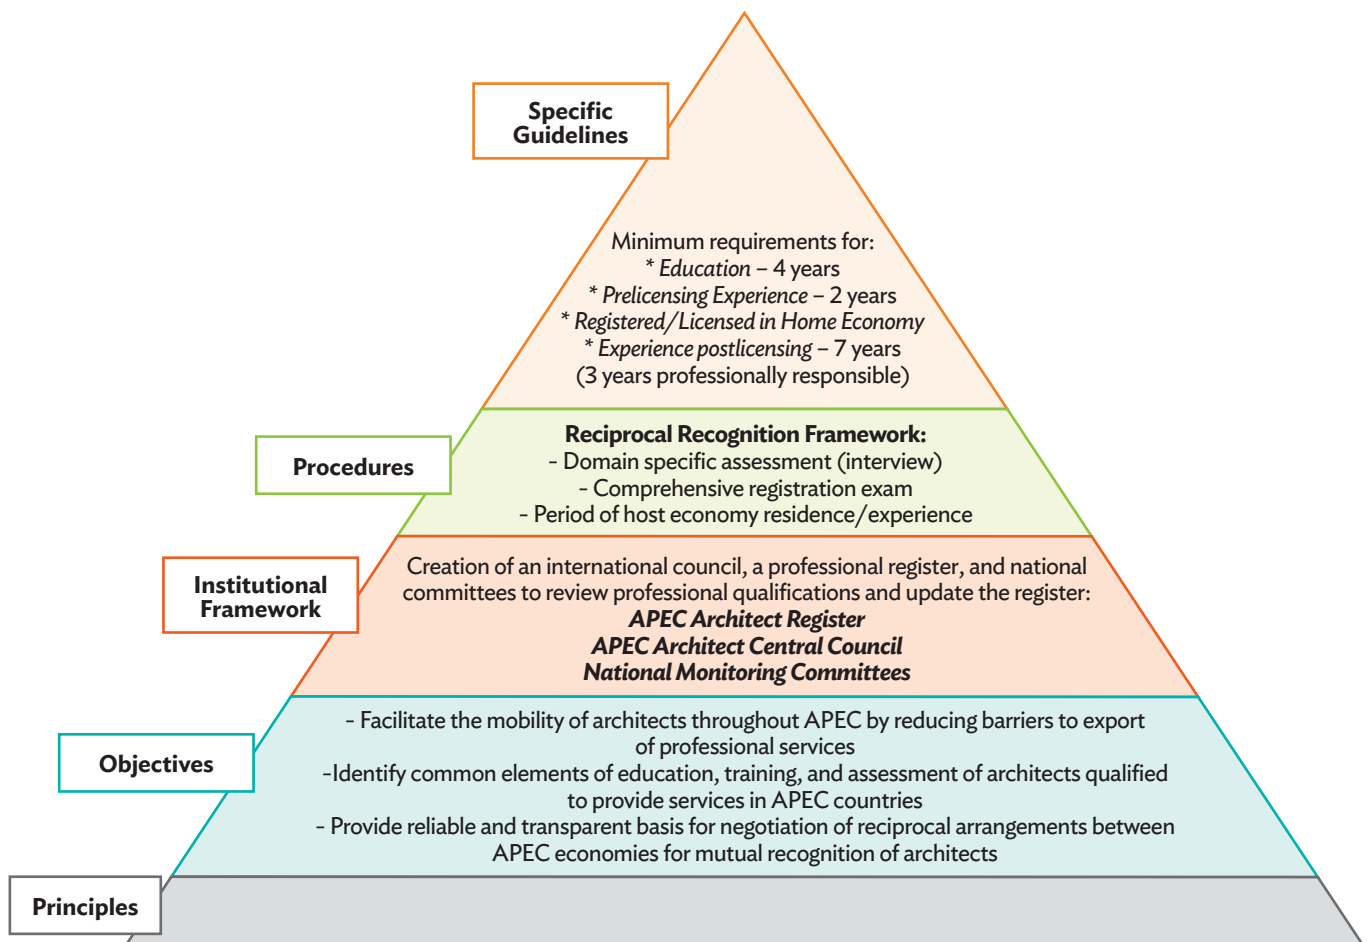 Specific
Guidelines
Minimum requirements for:
* Education – 4 years
* Prelicensing Experience – 2 years
* Registered/Licensed in Home Economy
* Experience postlicensing – 7 years
(3 years professionally responsible)
Procedures
Reciprocal Recognition Framework:
- Domain specific assessment (interview)
- Comprehensive registration exam
- Period of host economy residence/experience
Institutional
Framework
Creation of an international council, a professional register, and national
committees to review professional qualifications and update the register:
APEC Architect Register
APEC Architect Central Council
National Monitoring Committees
Objectives
- Facilitate the mobility of architects throughout APEC by reducing barriers to export
of professional services
-Identify common elements of education, training, and assessment of architects qualified
to provide services in APEC countries
- Provide reliable and transparent basis for negotiation of reciprocal arrangements between
APEC economies for mutual recognition of architects
Principles